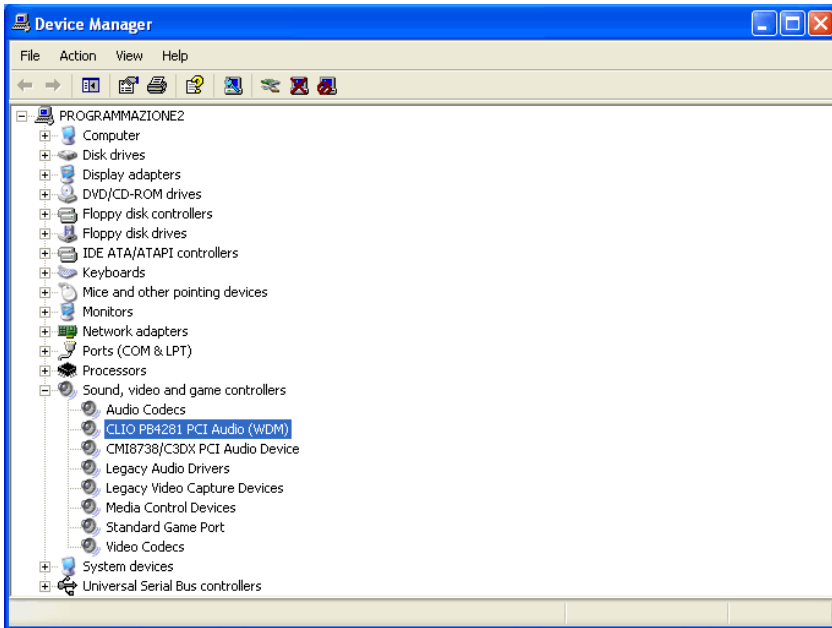 Device Manager
File Action View Help
PROGRAMMAZIONE2
Computer
Disk drives
Display adapters
DVD/CD-ROM drives
Floppy disk controllers
Floppy disk drives
IDE ATA/ATAPI controllers
Keyboards
Mice and other pointing devices
Monitors
Network adapters
Ports (COM & LPT)
Processors
Sound, video and game controllers
Audio Codecs
CLIO PB4281 PCI Audio (WDM)
CMI8738/C3DX PCI Audio Device
Legacy Audio Drivers
Legacy Video Capture Devices
Media Control Devices
Standard Game Port
Video Codecs
System devices
Universal Serial Bus controllers